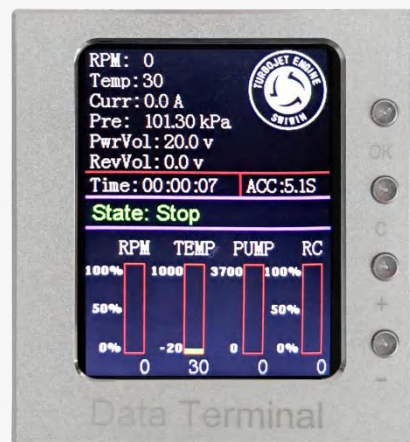 RPM: 0
Temp:30
Curr:0.0 A
Pre: 101.30 kPa
PwrVol:20.0 v
RevVol:0.0 v
TURBOJET ENGINE
SWIWIN
Time:00:00:07 ACC:5.1S
State: Stop
RPM TEMP PUMP RC
100% 1000 3700 100%
50% 50%
0% -20 0 0%
0 30 0 0
OK
C
+
-
Data Terminal